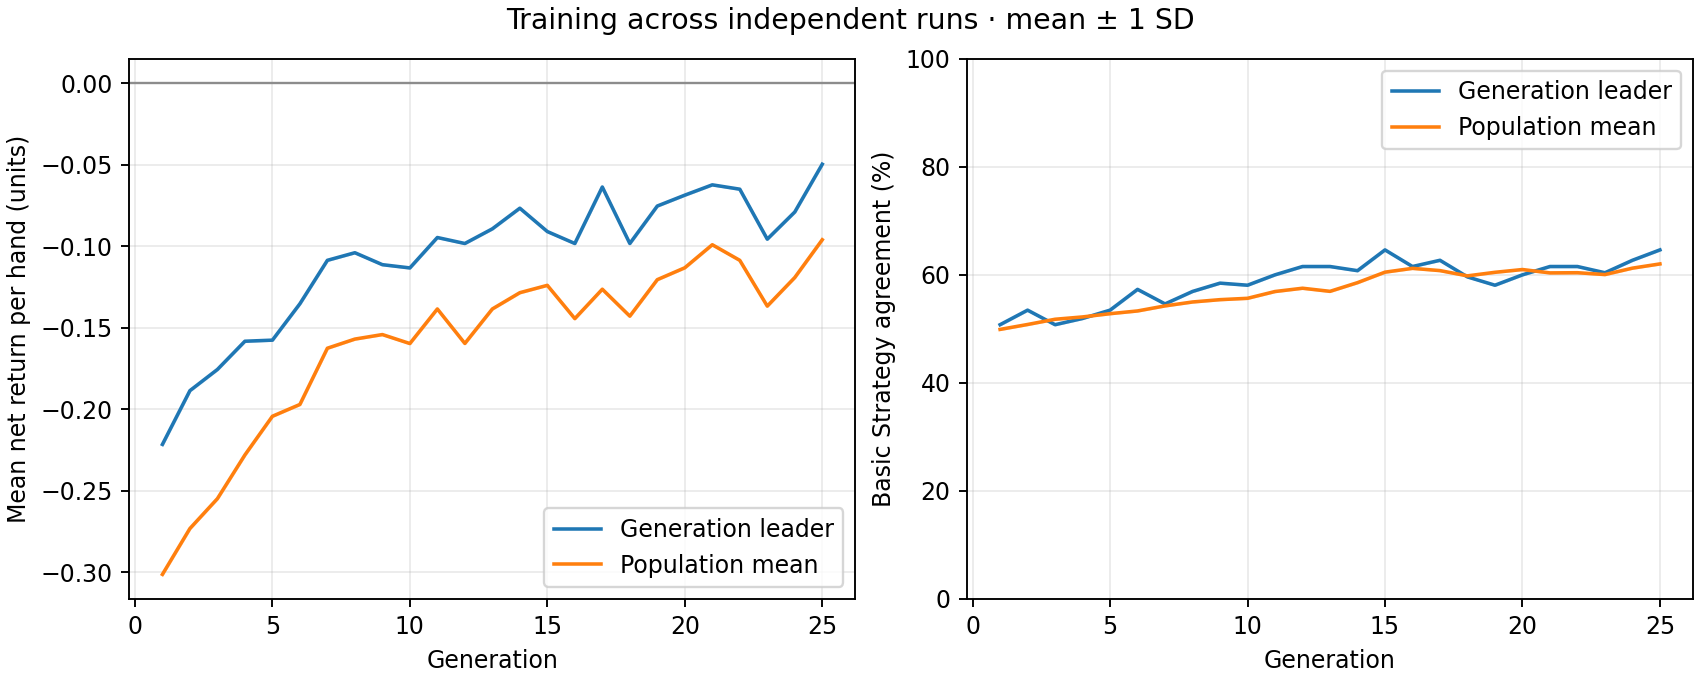 Training across independent runs · mean ± 1 SD
Mean net return per hand (units)
0.00
−0.05
−0.10
−0.15
−0.20
−0.25
−0.30
0
5
10
15
20
25
Generation
Generation leader
Population mean
Basic Strategy agreement (%)
100
80
60
40
20
0
0
5
10
15
20
25
Generation
Generation leader
Population mean